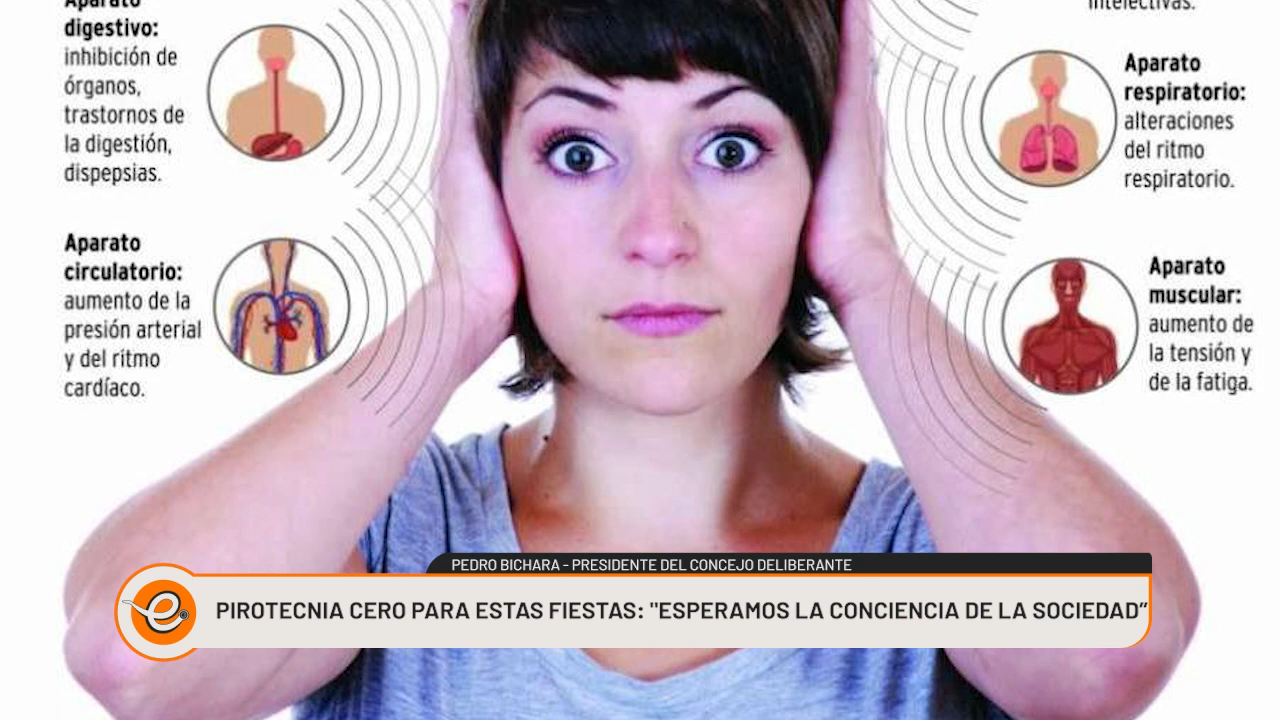 Aparato
digestivo:
inhibición de
órganos,
trastornos de
la digestión,
dispepsias.
Aparato
circulatorio:
aumento de la
presión arterial
y del ritmo
cardíaco.
intelectivas.
Aparato
respiratorio:
alteraciones
del ritmo
respiratorio.
Aparato
muscular:
aumento de
la tensión y
de la fatiga.
PEDRO BICHARA - PRESIDENTE DEL CONCEJO DELIBERANTE
PIROTECNIA CERO PARA ESTAS FIESTAS: "ESPERAMOS LA CONCIENCIA DE LA SOCIEDAD”